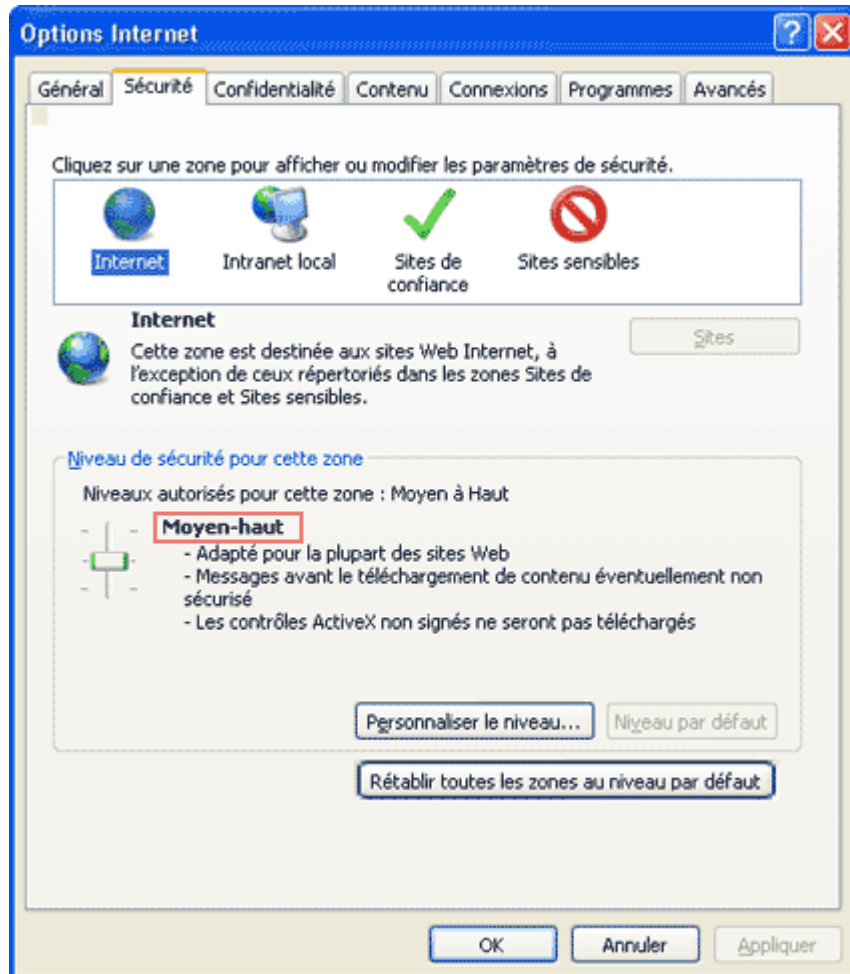 Options Internet
Général Sécurité Confidentialité Contenu Connexions Programmes Avancés
Cliquez sur une zone pour afficher ou modifier les paramètres de sécurité.
Internet Intranet local Sites de confiance Sites sensibles
Internet
Sites
Cette zone est destinée aux sites Web Internet, à
l'exception de ceux répertoriés dans les zones Sites de
confiance et Sites sensibles.
Niveau de sécurité pour cette zone
Niveaux autorisés pour cette zone : Moyen à Haut
Moyen-haut
- Adapté pour la plupart des sites Web
- Messages avant le téléchargement de contenu éventuellement non
sécurisé
- Les contrôles ActiveX non signés ne seront pas téléchargés
Personnaliser le niveau... Niveau par défaut
Rétablir toutes les zones au niveau par défaut
OK Annuler Appliquer